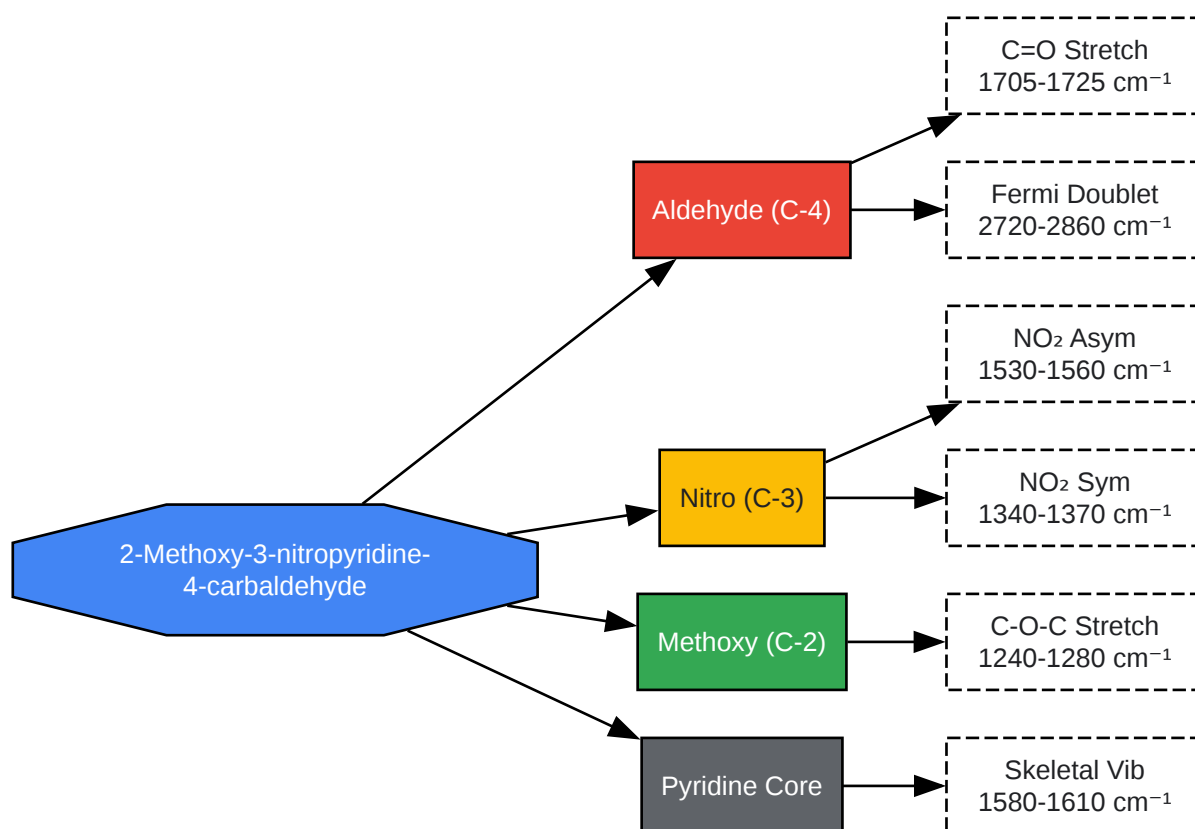 C=O Stretch
1705-1725 cm⁻¹
Aldehyde (C-4)
Fermi Doublet
2720-2860 cm⁻¹
NO₂ Asym
1530-1560 cm⁻¹
Nitro (C-3)
NO₂ Sym
1340-1370 cm⁻¹
2-Methoxy-3-nitropyridine-
4-carbaldehyde
Methoxy (C-2)
C-O-C Stretch
1240-1280 cm⁻¹
Pyridine Core
Skeletal Vib
1580-1610 cm⁻¹